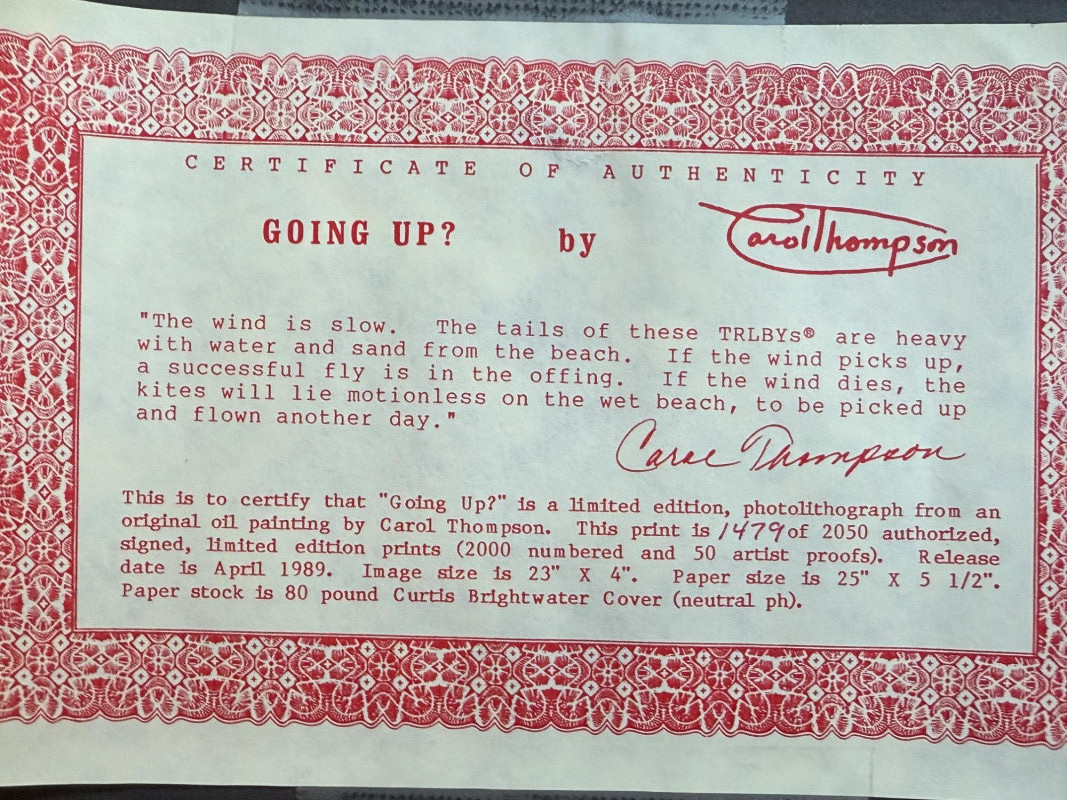 CERTIFICATE OF AUTHENTICITY
GOING UP? by Carol Thompson
"The wind is slow. The tails of these TRLBYs® are heavy
with water and sand from the beach. If the wind picks up,
a successful fly is in the offing. If the wind dies, the
kites will lie motionless on the wet beach, to be picked up
and flown another day."
Carol Thompson
This is to certify that "Going Up?" is a limited edition, photolithograph from an
original oil painting by Carol Thompson. This print is 1479 of 2050 authorized,
signed, limited edition prints (2000 numbered and 50 artist proofs). Release
date is April 1989. Image size is 23" X 4". Paper size is 25" X 5 1/2".
Paper stock is 80 pound Curtis Brightwater Cover (neutral ph).